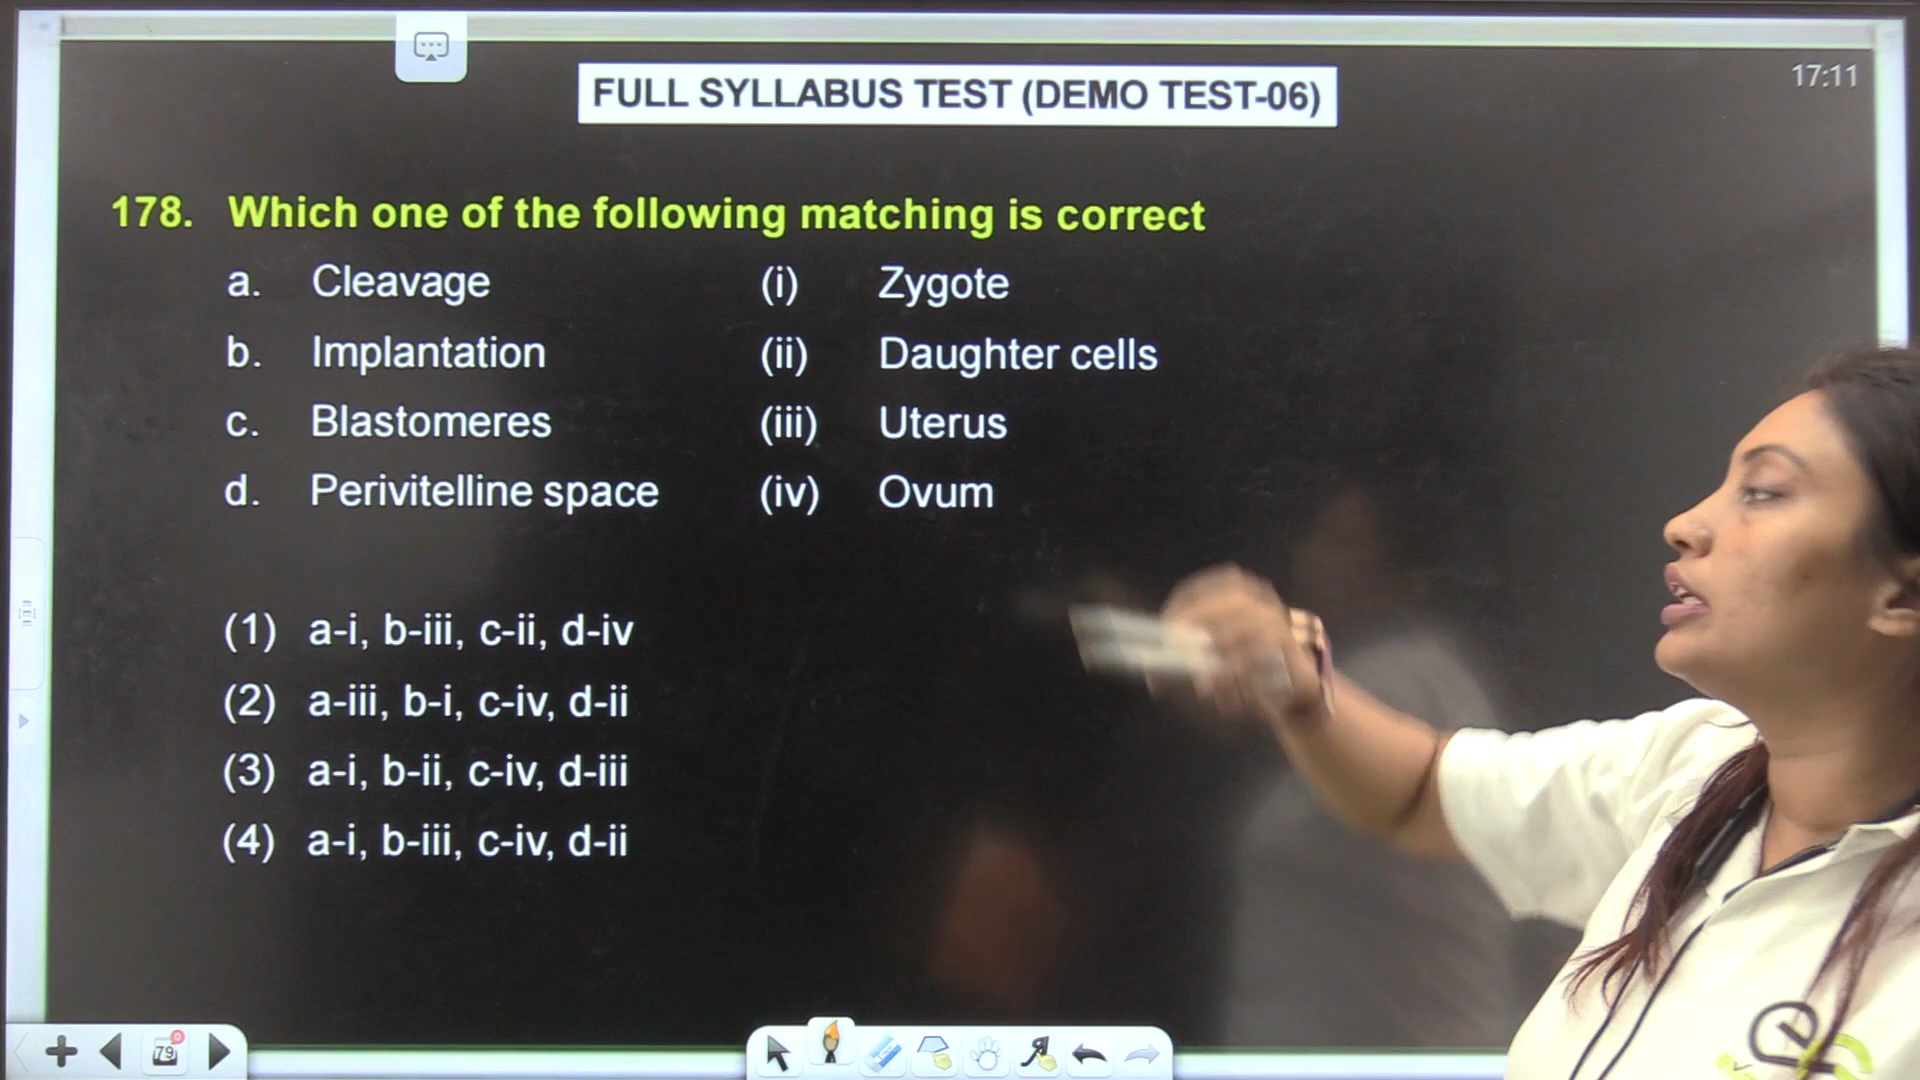 17:11
FULL SYLLABUS TEST (DEMO TEST-06)
178. Which one of the following matching is correct
a. Cleavage (i) Zygote
b. Implantation (ii) Daughter cells
c. Blastomeres (iii) Uterus
d. Perivitelline space (iv) Ovum
(1) a-i, b-iii, c-ii, d-iv
(2) a-iii, b-i, c-iv, d-ii
(3) a-i, b-ii, c-iv, d-iii
(4) a-i, b-iii, c-iv, d-ii
79
0